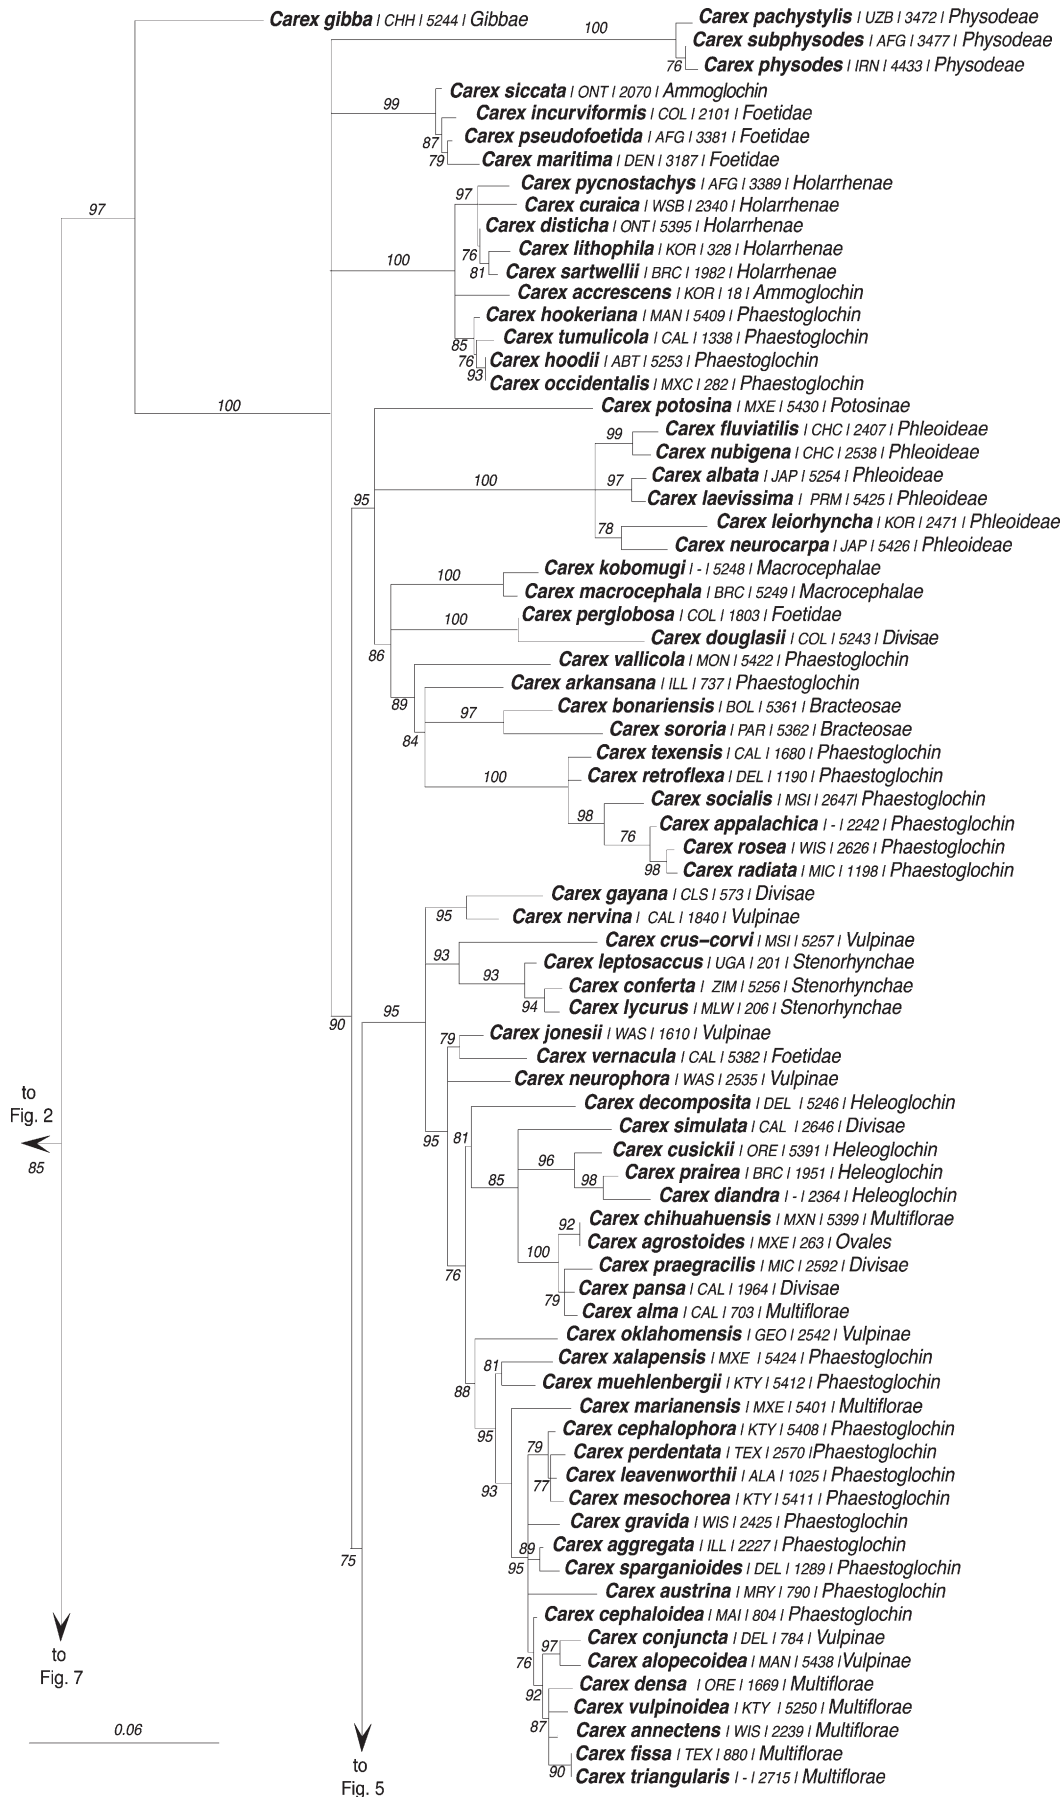 Carex gibba | CHH | 5244 | Gibbae
100
Carex pachystylis | UZB | 3472 | Physodeae
Carex subphysodes | AFG | 3477 | Physodeae
76
Carex physodes | IRN | 4433 | Physodeae
99
Carex siccata | ONT | 2070 | Ammoglochin
Carex incurviformis | COL | 2101 | Foetidae
87
Carex pseudofoetida | AFG | 3381 | Foetidae
79
Carex maritima | DEN | 3187 | Foetidae
97
Carex pycnostachys | AFG | 3389 | Holarrhenae
97
Carex curaica | WSB | 2340 | Holarrhenae
Carex disticha | ONT | 5395 | Holarrhenae
76
Carex lithophila | KOR | 328 | Holarrhenae
100
81
Carex sartwellii | BRC | 1982 | Holarrhenae
Carex accrescens | KOR | 18 | Ammoglochin
Carex hookeriana | MAN | 5409 | Phaestoglochin
85
Carex tumulicola | CAL | 1338 | Phaestoglochin
76
Carex hoodii | ABT | 5253 | Phaestoglochin
93
Carex occidentalis | MXC | 282 | Phaestoglochin
100
Carex potosina | MXE | 5430 | Potosinae
99
Carex fluviatilis | CHC | 2407 | Phleoideae
Carex nubigena | CHC | 2538 | Phleoideae
95
100
97
Carex albata | JAP | 5254 | Phleoideae
Carex laevissima | PRM | 5425 | Phleoideae
78
Carex leiorhyncha | KOR | 2471 | Phleoideae
Carex neurocarpa | JAP | 5426 | Phleoideae
100
Carex kobomugi | - | 5248 | Macrocephalae
Carex macrocephala | BRC | 5249 | Macrocephalae
100
Carex perglobosa | COL | 1803 | Foetidae
Carex douglasii | COL | 5243 | Divisae
86
Carex vallicola | MON | 5422 | Phaestoglochin
89
Carex arkansana | ILL | 737 | Phaestoglochin
97
Carex bonariensis | BOL | 5361 | Bracteosae
84
Carex sororia | PAR | 5362 | Bracteosae
100
Carex texensis | CAL | 1680 | Phaestoglochin
Carex retroflexa | DEL | 1190 | Phaestoglochin
98
Carex socialis | MSI | 2647| Phaestoglochin
76
Carex appalachica | - | 2242 | Phaestoglochin
Carex rosea | WIS | 2626 | Phaestoglochin
98
Carex radiata | MIC | 1198 | Phaestoglochin
Carex gayana | CLS | 573 | Divisae
95
Carex nervina | CAL | 1840 | Vulpinae
93
Carex crus–corvi | MSI | 5257 | Vulpinae
93
Carex leptosaccus | UGA | 201 | Stenorhynchae
Carex conferta | ZIM | 5256 | Stenorhynchae
94
Carex lycurus | MLW | 206 | Stenorhynchae
90
95
79
Carex jonesii | WAS | 1610 | Vulpinae
Carex vernacula | CAL | 5382 | Foetidae
Carex neurophora | WAS | 2535 | Vulpinae
to
Fig. 2
85
95
81
Carex decomposita | DEL | 5246 | Heleoglochin
Carex simulata | CAL | 2646 | Divisae
96
Carex cusickii | ORE | 5391 | Heleoglochin
85
98
Carex prairea | BRC | 1951 | Heleoglochin
Carex diandra | - | 2364 | Heleoglochin
92
Carex chihuahuensis | MXN | 5399 | Multiflorae
Carex agrostoides | MXE | 263 | Ovales
100
Carex praegracilis | MIC | 2592 | Divisae
76
Carex pansa | CAL | 1964 | Divisae
79
Carex alma | CAL | 703 | Multiflorae
Carex oklahomensis | GEO | 2542 | Vulpinae
81
Carex xalapensis | MXE | 5424 | Phaestoglochin
88
Carex muehlenbergii | KTY | 5412 | Phaestoglochin
Carex marianensis | MXE | 5401 | Multiflorae
95
Carex cephalophora | KTY | 5408 | Phaestoglochin
79
Carex perdentata | TEX | 2570 |Phaestoglochin
77
Carex leavenworthii | ALA | 1025 | Phaestoglochin
93
Carex mesochorea | KTY | 5411 | Phaestoglochin
Carex gravida | WIS | 2425 | Phaestoglochin
75
89
Carex aggregata | ILL | 2227 | Phaestoglochin
95
Carex sparganioides | DEL | 1289 | Phaestoglochin
Carex austrina | MRY | 790 | Phaestoglochin
Carex cephaloidea | MAI | 804 | Phaestoglochin
to
Fig. 7
97
Carex conjuncta | DEL | 784 | Vulpinae
76
Carex alopecoidea | MAN | 5438 |Vulpinae
92
Carex densa | ORE | 1669 | Multiflorae
Carex vulpinoidea | KTY | 5250 | Multiflorae
87
Carex annectens | WIS | 2239 | Multiflorae
0.06
Carex fissa | TEX | 880 | Multiflorae
90
Carex triangularis | - | 2715 | Multiflorae
to
Fig. 5